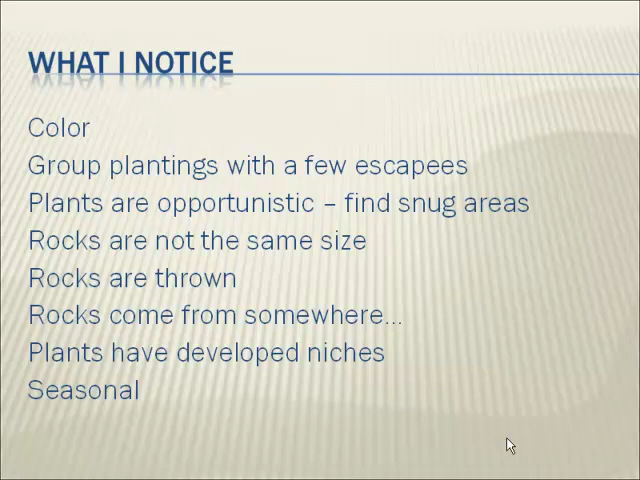 WHAT I NOTICE
Color
Group plantings with a few escapees
Plants are opportunistic – find snug areas
Rocks are not the same size
Rocks are thrown
Rocks come from somewhere...
Plants have developed niches
Seasonal